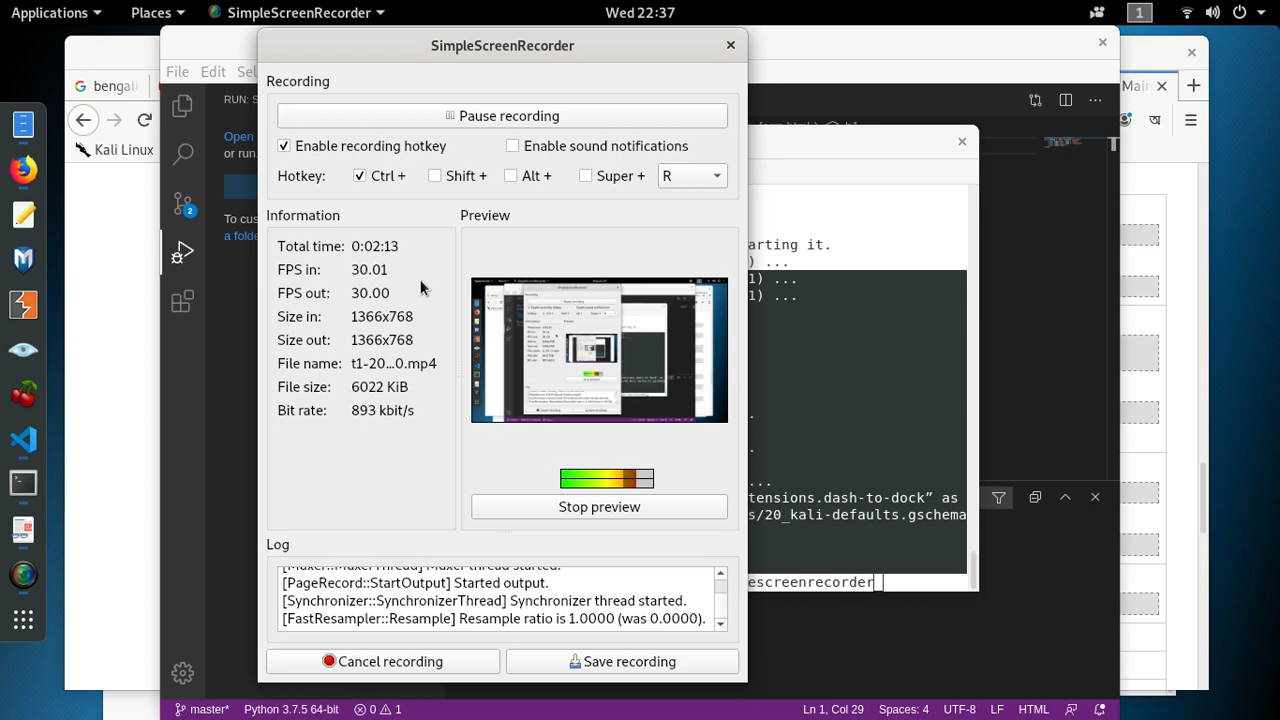 Applications
Places
SimpleScreenRecorder
Wed 22:37
1
SimpleScreenRecorder
Recording
Pause recording
Enable recording hotkey
Enable sound notifications
Hotkey:
Ctrl +
Shift +
Alt +
Super +
R
Information
Preview
Total time: 0:02:13
FPS in: 30.01
FPS out: 30.00
Size in: 1366x768
Size out: 1366x768
File name: t1-20...0.mp4
File size: 6022 KiB
Bit rate: 893 kbit/s
Stop preview
Log
[PageRecord::StartOutput] Started output.
[Synchronizer::SynchronizerThread] Synchronizer thread started.
[FastResampler::Resample] Resample ratio is 1.0000 (was 0.0000).
Cancel recording
Save recording
File Edit Sel
bengali
Kali Linux
RUN: S
Open
or run.
To cus
a folde
2
Main
arting it.
) ...
1) ...
1) ...
...
tensions.dash-to-dock” as
s/20_kali-defaults.gschema
escreenrecorder
master*
Python 3.7.5 64-bit
0
1
Ln 1, Col 29
Spaces: 4
UTF-8
LF
HTML